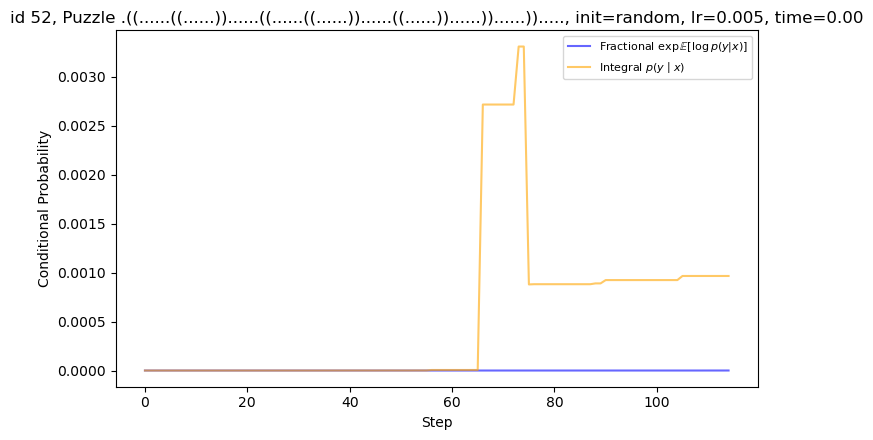 id 52, Puzzle .((......((......))......((......((......))......((......))......))......))....., init=random, lr=0.005, time=0.00
Fractional exp𝔼[log p(y|x)]
Integral p(y | x)
Conditional Probability
0.0030
0.0025
0.0020
0.0015
0.0010
0.0005
0.0000
0 20 40 60 80 100
Step